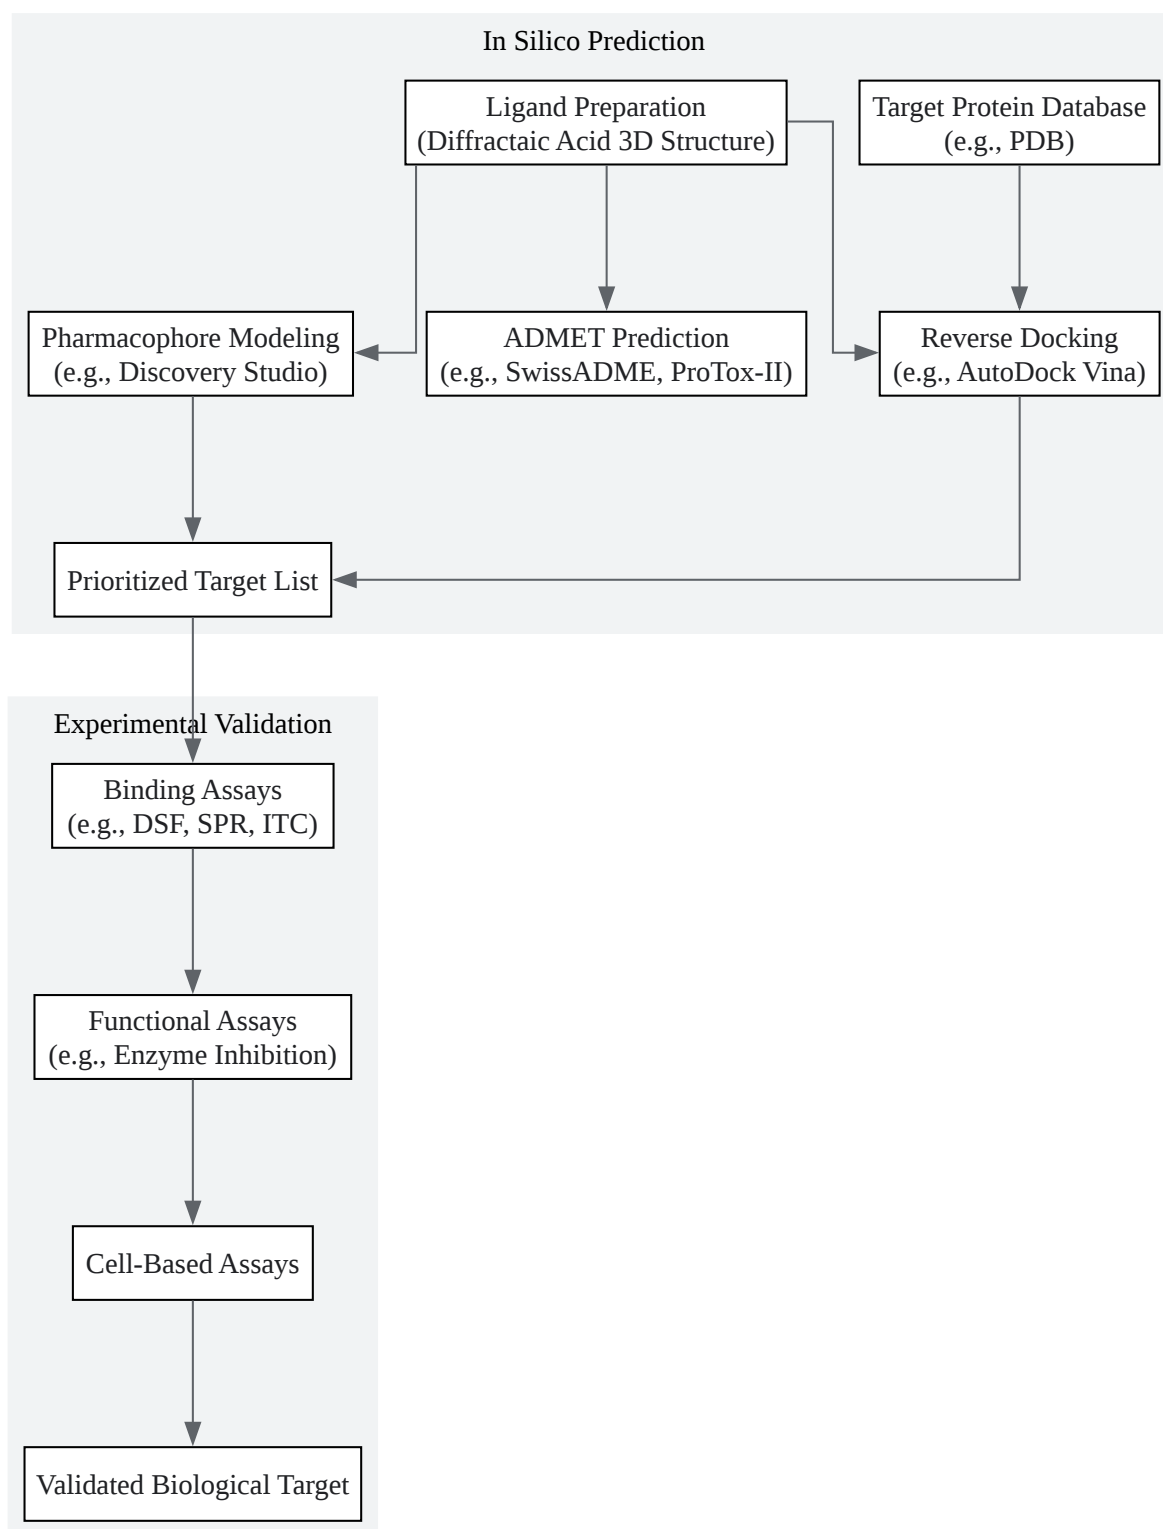 In Silico Prediction
Ligand Preparation
(Diffractaic Acid 3D Structure)
Target Protein Database
(e.g., PDB)
Pharmacophore Modeling
(e.g., Discovery Studio)
ADMET Prediction
(e.g., SwissADME, ProTox-II)
Reverse Docking
(e.g., AutoDock Vina)
Prioritized Target List
Experimental Validation
Binding Assays
(e.g., DSF, SPR, ITC)
Functional Assays
(e.g., Enzyme Inhibition)
Cell-Based Assays
Validated Biological Target